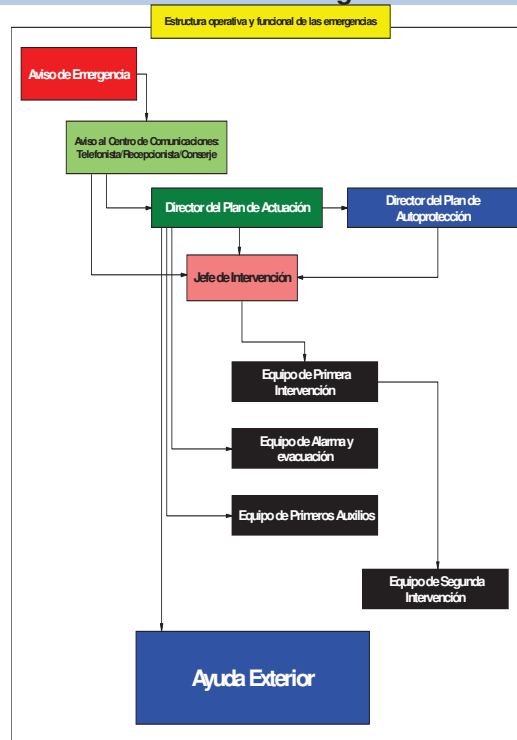 Estructura operativa y funcional de las emergencias
Aviso de Emergencia
Aviso al Centro de Comunicaciones:
Telefonista/Recepcionista/Conserje
Director del Plan de Actuación
Director del Plan de
Autoprotección
Jefe de Intervención
Equipo de Primera
Intervención
Equipo de Alarma y
evacuación
Equipo de Primeros Auxilios
Equipo de Segunda
Intervención
Ayuda Exterior